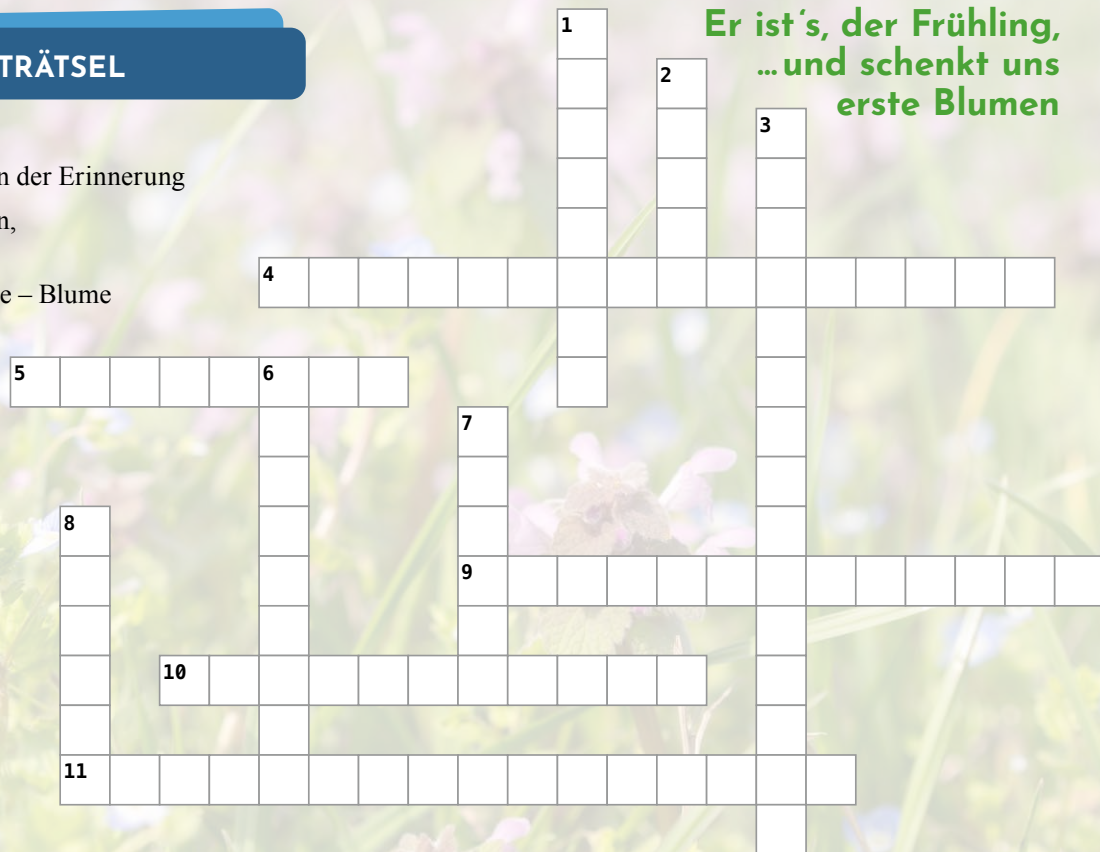 TRÄTSEL
Er ist‘s, der Frühling,
...und schenkt uns
erste Blumen
n der Erinnerung
n,
e – Blume
1
2
3
4
5
6
7
8
9
10
11